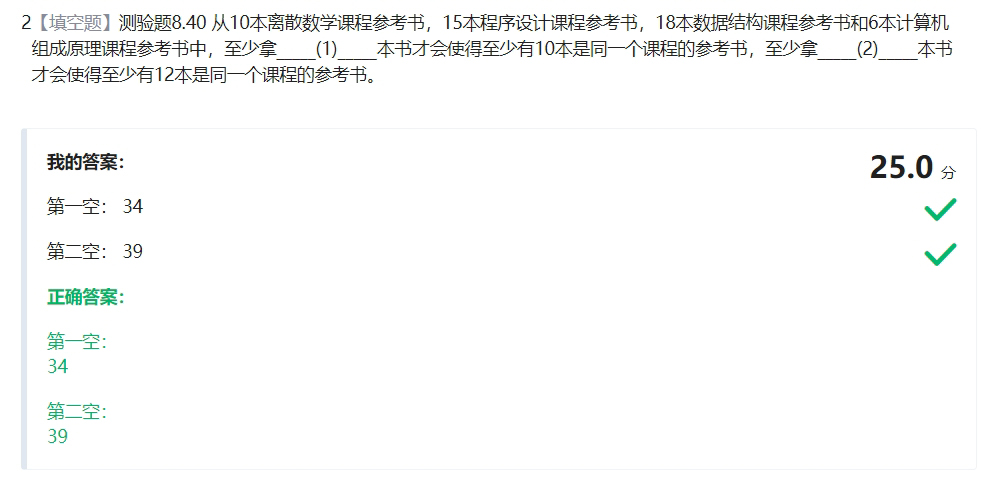 2【填空题】测验题8.40 从10本离散数学课程参考书，15本程序设计课程参考书，18本数据结构课程参考书和6本计算机
组成原理课程参考书中，至少拿_____(1)_____本书才会使得至少有10本是同一个课程的参考书，至少拿_____(2)_____本书
才会使得至少有12本是同一个课程的参考书。
我的答案：
25.0 分
第一空： 34
第二空： 39
正确答案：
第一空：
34
第二空：
39